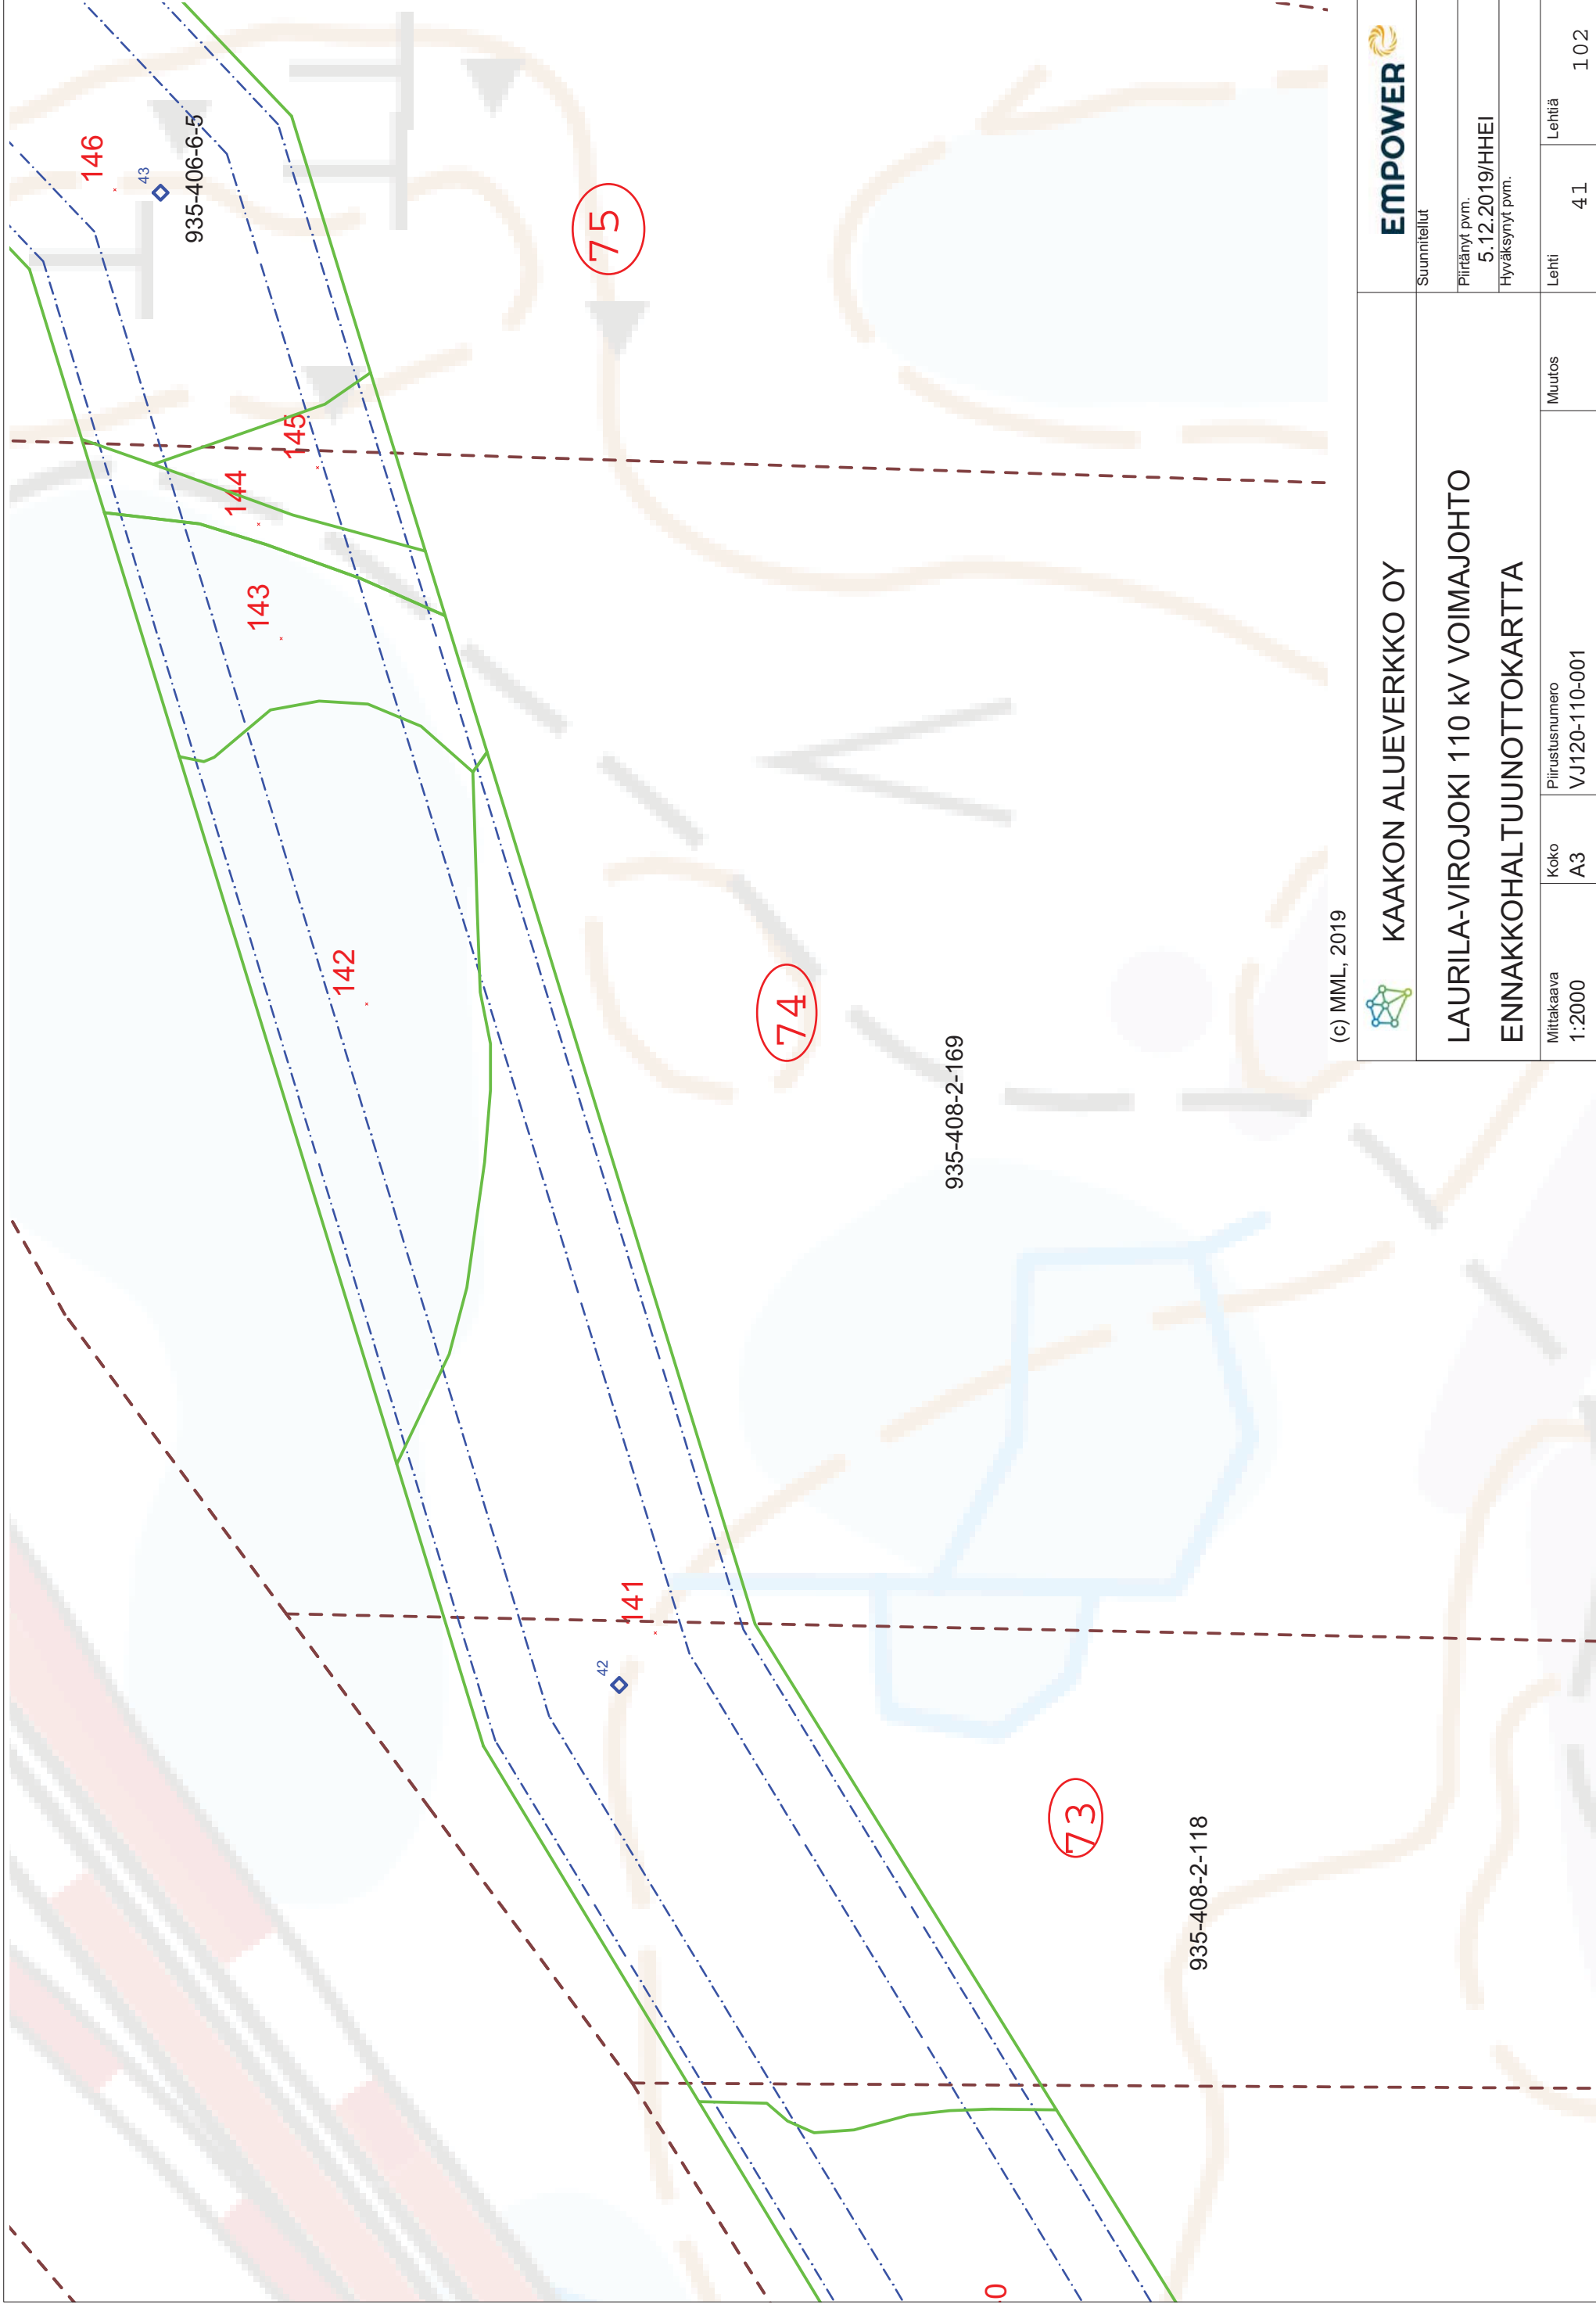 146
43
935-406-6-5
75
145
144
143
142
74
935-408-2-169
141
42
73
935-408-2-118
0
(c) MML, 2019
KAAKON ALUEVERKKO OY
EMPOWER
LAURILA-VIROJOKI 110 kV VOIMAJOHTO
ENNAKKOHALTUUNOTTOKARTTA
Suunnitellut
Piirtänyt pvm.
5.12.2019/HHEI
Hyväksynyt pvm.
Mittakaava
1:2000
Koko
A3
Piirustusnumero
VJ120-110-001
Muutos
Lehti
41
Lehtiä
102